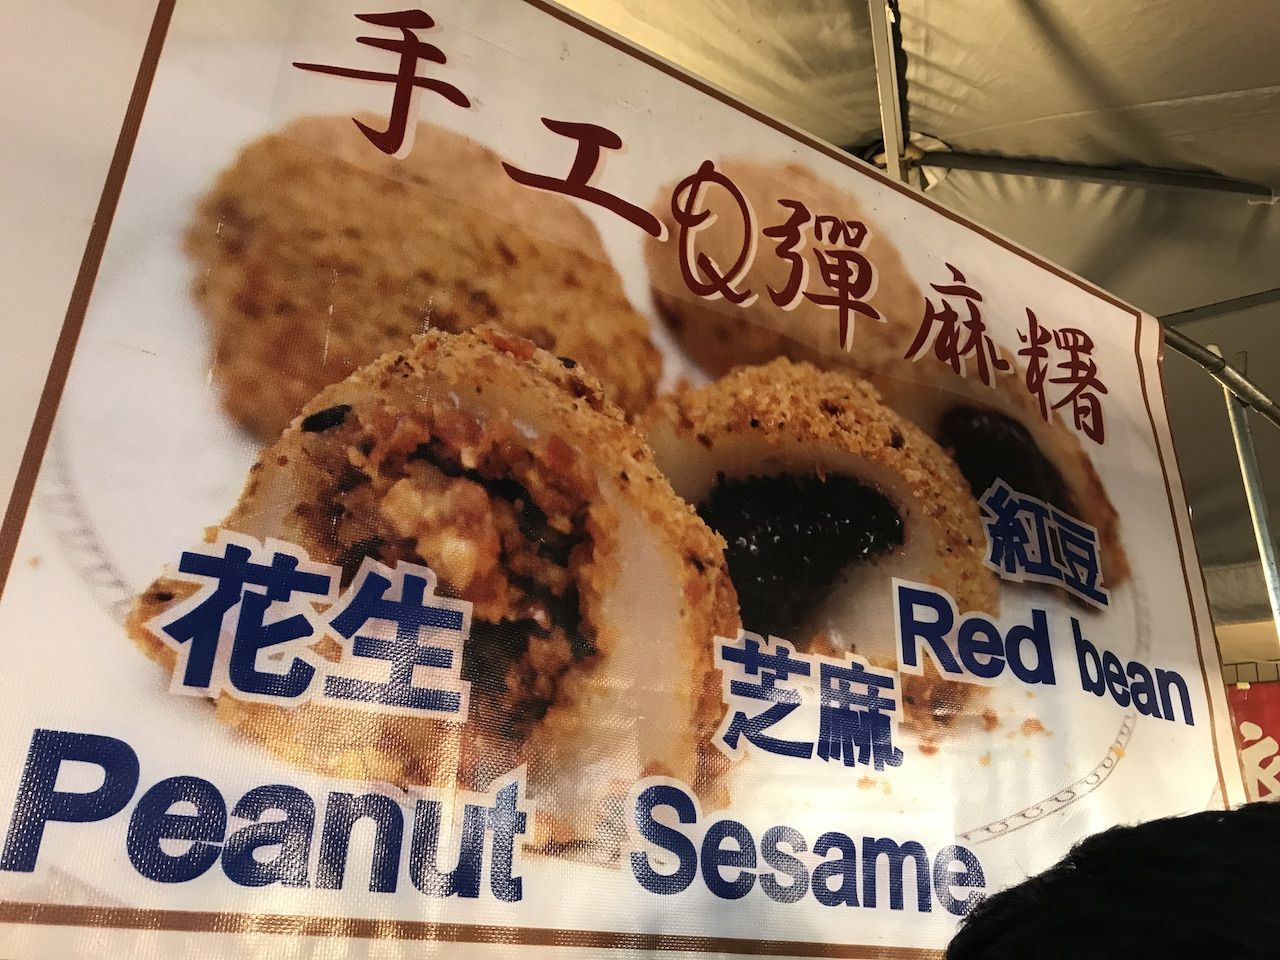 手工Q彈麻糬
花生
Peanut
芝麻
Sesame
紅豆
Red bean